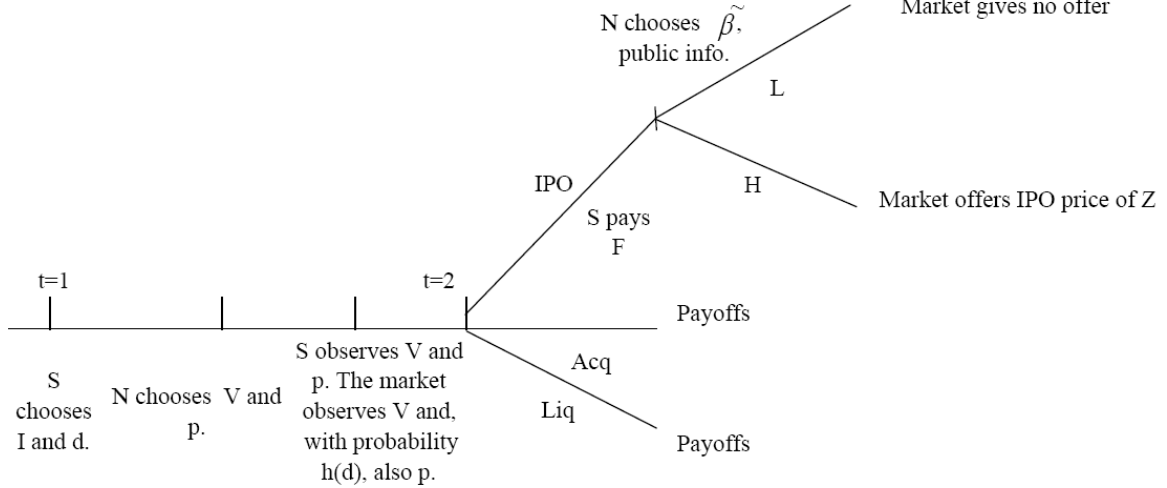 Market gives no offer
N chooses β̃,
public info.
L
IPO
H
Market offers IPO price of Z
S pays
F
t=1
t=2
Payoffs
S
chooses
I and d.
N chooses V and
p.
S observes V and
p. The market
observes V and,
with probability
h(d), also p.
Acq
Liq
Payoffs